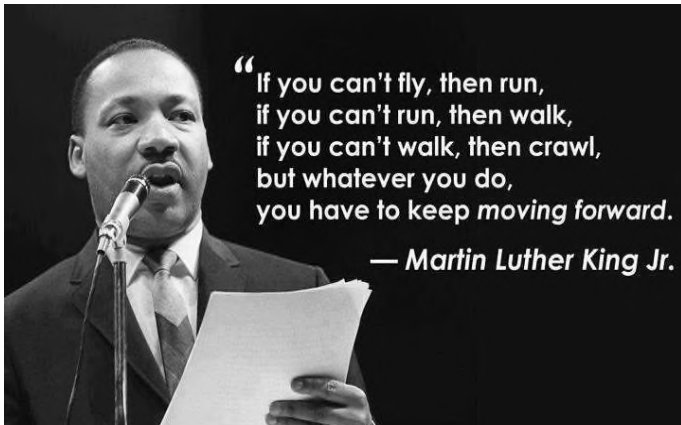 “If you can’t fly, then run,
if you can’t run, then walk,
if you can’t walk, then crawl,
but whatever you do,
you have to keep moving forward.
— Martin Luther King Jr.